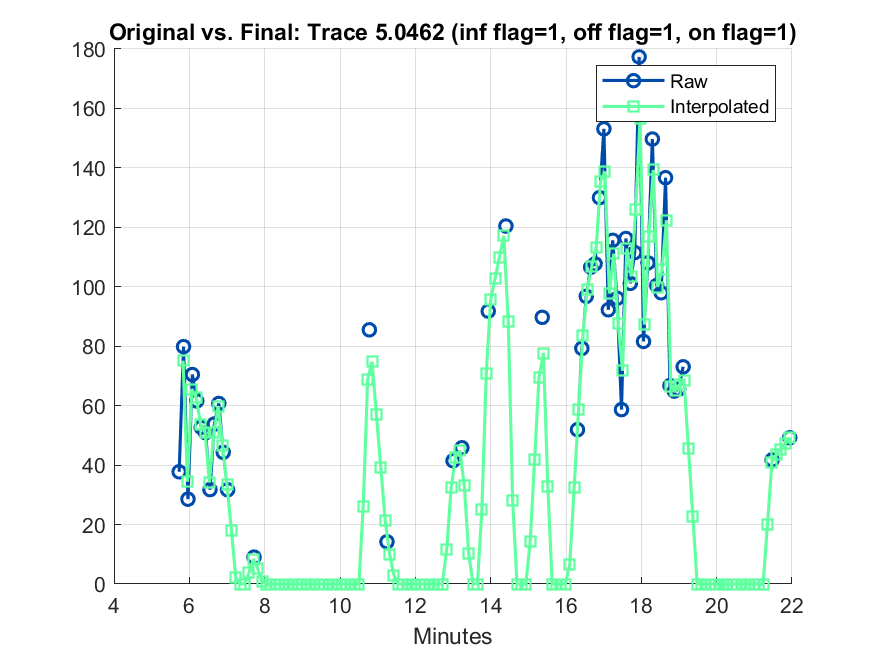 Original vs. Final: Trace 5.0462 (inf flag=1, off flag=1, on flag=1)
180
160
140
120
100
80
60
40
20
0
Raw
Interpolated
4 6 8 10 12 14 16 18 20 22
Minutes